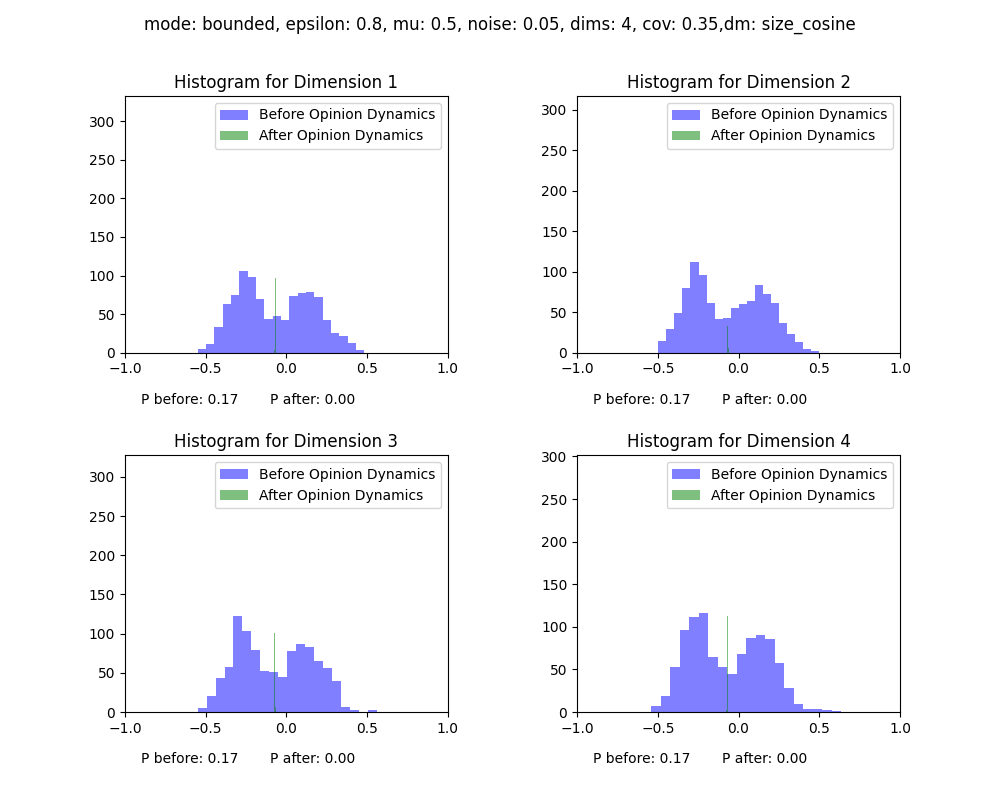 mode: bounded, epsilon: 0.8, mu: 0.5, noise: 0.05, dims: 4, cov: 0.35,dm: size_cosine
Histogram for Dimension 1
Before Opinion Dynamics
After Opinion Dynamics
300
250
200
150
100
50
0
−1.0 −0.5 0.0 0.5 1.0
P before: 0.17 P after: 0.00
Histogram for Dimension 2
Before Opinion Dynamics
After Opinion Dynamics
300
250
200
150
100
50
0
−1.0 −0.5 0.0 0.5 1.0
P before: 0.17 P after: 0.00
Histogram for Dimension 3
Before Opinion Dynamics
After Opinion Dynamics
300
250
200
150
100
50
0
−1.0 −0.5 0.0 0.5 1.0
P before: 0.17 P after: 0.00
Histogram for Dimension 4
Before Opinion Dynamics
After Opinion Dynamics
300
250
200
150
100
50
0
−1.0 −0.5 0.0 0.5 1.0
P before: 0.17 P after: 0.00